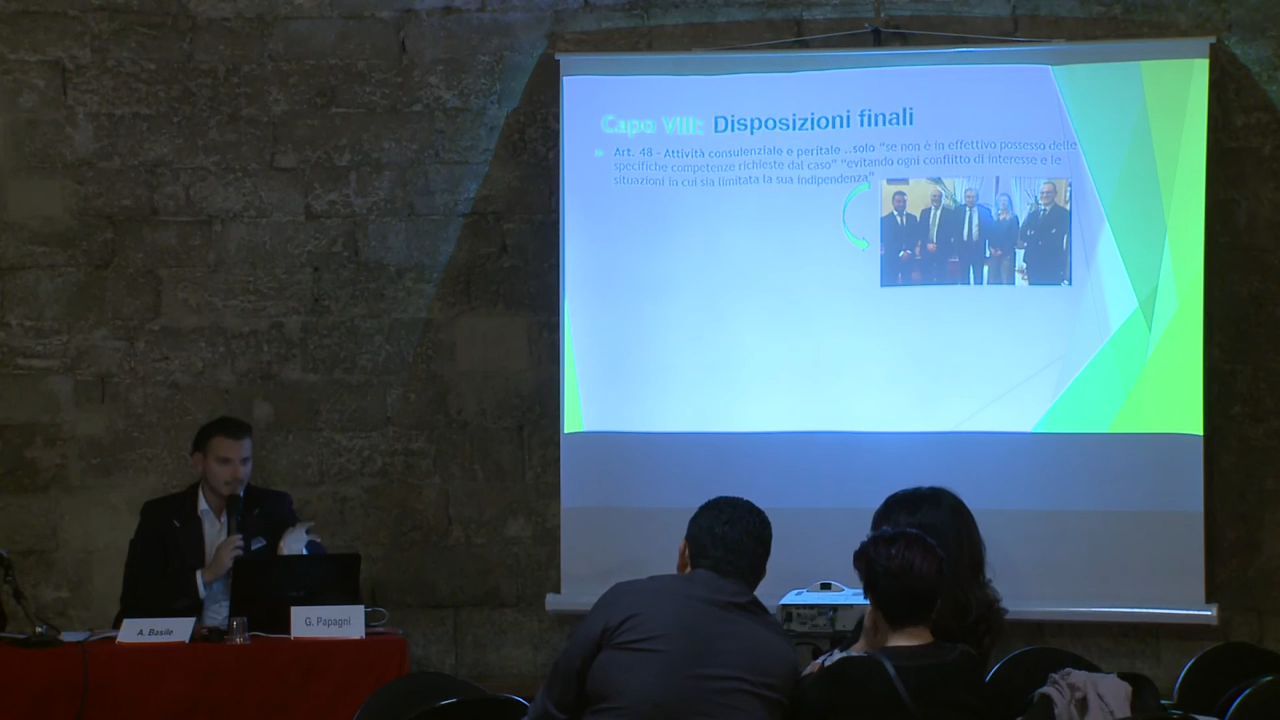 Capo VIII: Disposizioni finali
Art. 48 - Attività consulenziale e peritale ..solo "se non è in effettivo possesso delle
specifiche competenze richieste dal caso" "evitando ogni conflitto di interesse e le
situazioni in cui sia limitata la sua indipendenza"
A. Basile
G. Papagni